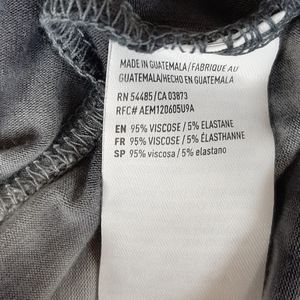 MADE IN GUATEMALA/FABRIQUÉ AU
GUATEMALA/HECHO EN GUATEMALA
RN 54485/CA 03873
RFC# AEM120605U9A
EN 95% VISCOSE / 5% ELASTANE
FR 95% VISCOSE / 5% ÉLASTHANNE
SP 95% viscosa / 5% elastano